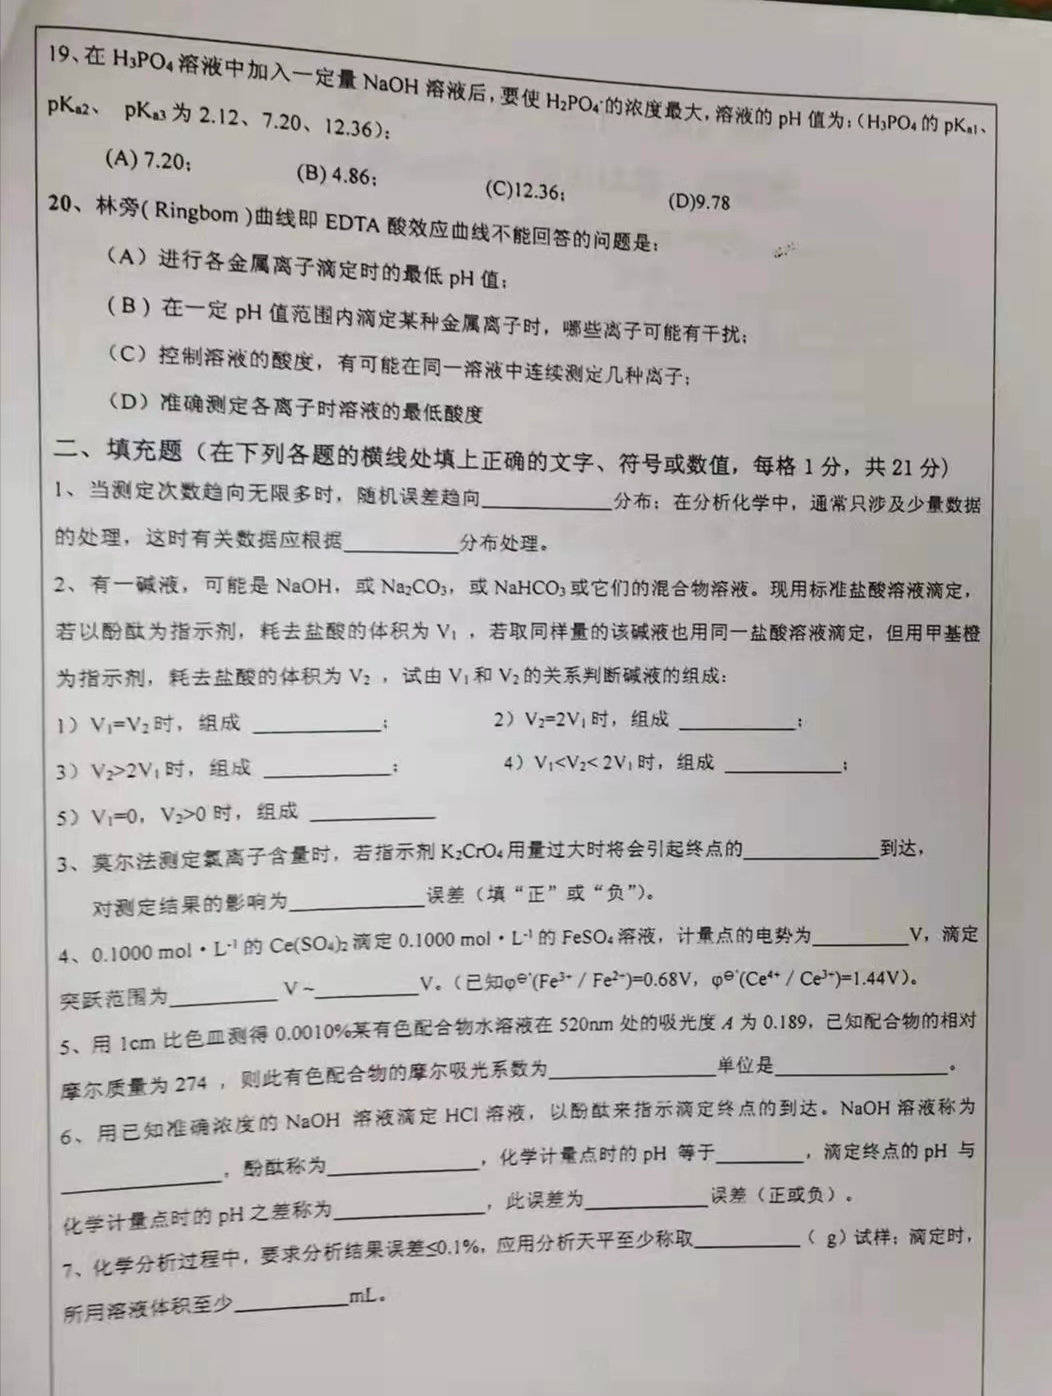 19、在 H₃PO₄ 溶液中加入一定量 NaOH 溶液后，要使 H₂PO₄⁻的浓度最大，溶液的 pH 值为：（H₃PO₄ 的 pKₐ₁、
pKₐ₂、 pKₐ₃ 为 2.12、7.20、12.36）；
(A) 7.20； (B) 4.86； (C)12.36； (D)9.78
20、林旁( Ringbom )曲线即 EDTA 酸效应曲线不能回答的问题是：
（A）进行各金属离子滴定时的最低 pH 值；
（B）在一定 pH 值范围内滴定某种金属离子时，哪些离子可能有干扰；
（C）控制溶液的酸度，有可能在同一溶液中连续测定几种离子；
（D）准确测定各离子时溶液的最低酸度
二、填充题（在下列各题的横线处填上正确的文字、符号或数值，每格 1 分，共 21 分）
1、当测定次数趋向无限多时，随机误差趋向____________分布；在分析化学中，通常只涉及少量数据
的处理，这时有关数据应根据__________分布处理。
2、有一碱液，可能是 NaOH，或 Na₂CO₃，或 NaHCO₃ 或它们的混合物溶液。现用标准盐酸溶液滴定，
若以酚酞为指示剂，耗去盐酸的体积为 V₁ ，若取同样量的该碱液也用同一盐酸溶液滴定，但用甲基橙
为指示剂，耗去盐酸的体积为 V₂ ，试由 V₁ 和 V₂ 的关系判断碱液的组成：
1）V₁=V₂ 时，组成 ____________； 2）V₂=2V₁ 时，组成 ___________；
3）V₂>2V₁ 时，组成 ____________； 4）V₁<V₂< 2V₁ 时，组成 ___________；
5）V₁=0，V₂>0 时，组成 ____________
3、莫尔法测定氯离子含量时，若指示剂 K₂CrO₄ 用量过大时将会引起终点的____________到达，
对测定结果的影响为____________误差（填“正”或“负”）。
4、0.1000 mol·L⁻¹ 的 Ce(SO₄)₂ 滴定 0.1000 mol·L⁻¹ 的 FeSO₄ 溶液，计量点的电势为________V，滴定
突跃范围为__________ V ~__________V。（已知φ⊖'(Fe³⁺ / Fe²⁺)=0.68V，φ⊖'(Ce⁴⁺ / Ce³⁺)=1.44V）。
5、用 1cm 比色皿测得 0.0010%某有色配合物水溶液在 520nm 处的吸光度 A 为 0.189，已知配合物的相对
摩尔质量为 274 ，则此有色配合物的摩尔吸光系数为________________单位是________________。
6、用已知准确浓度的 NaOH 溶液滴定 HCl 溶液，以酚酞来指示滴定终点的到达。NaOH 溶液称为
________________，酚酞称为______________，化学计量点时的 pH 等于________，滴定终点的 pH 与
化学计量点时的 pH 之差称为______________，此误差为____________误差（正或负）。
7、化学分析过程中，要求分析结果误差≤0.1%，应用分析天平至少称取__________（ g）试样；滴定时，
所用溶液体积至少___________mL。